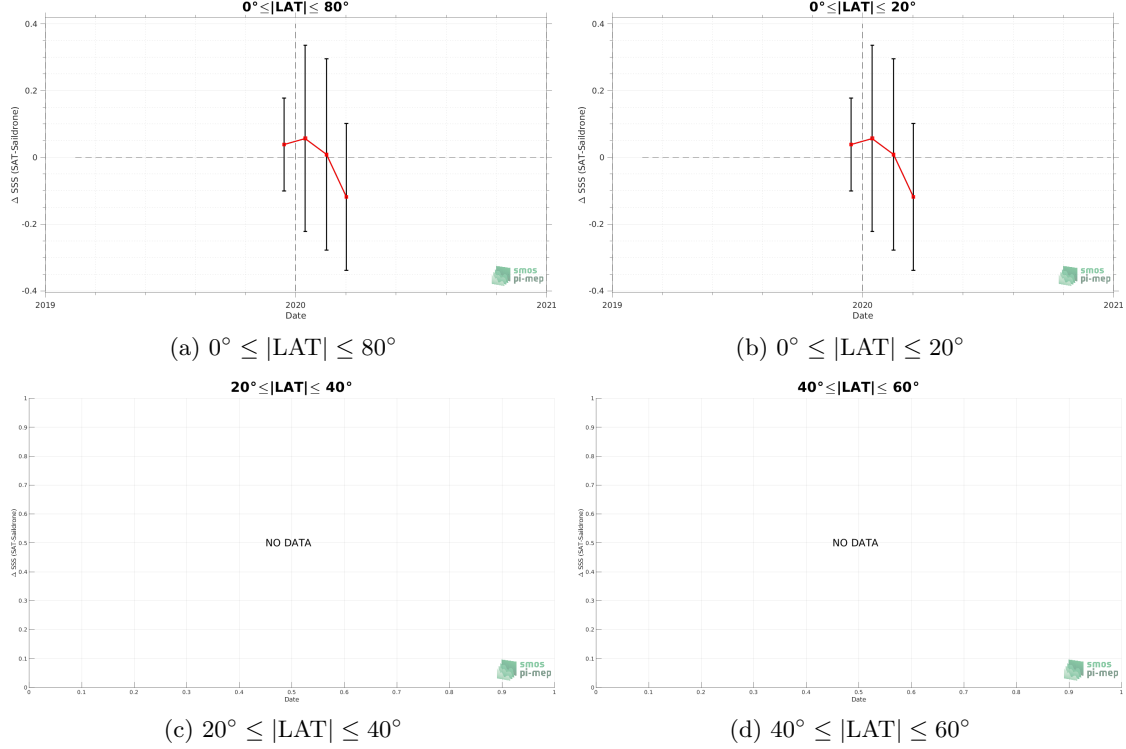 0°≤|LAT|≤ 80°
0.4
0.2
0
-0.2
-0.4
Δ SSS (SAT-Saildrone)
2019
2020
2021
Date
smos
pi-mep
(a) 0° ≤ |LAT| ≤ 80°
0°≤|LAT|≤ 20°
0.4
0.2
0
-0.2
-0.4
Δ SSS (SAT-Saildrone)
2019
2020
2021
Date
smos
pi-mep
(b) 0° ≤ |LAT| ≤ 20°
20°≤|LAT|≤ 40°
1
0.9
0.8
0.7
0.6
0.5
0.4
0.3
0.2
0.1
0
Δ SSS (SAT-Saildrone)
NO DATA
0 0.1 0.2 0.3 0.4 0.5 0.6 0.7 0.8 0.9 1
Date
smos
pi-mep
(c) 20° ≤ |LAT| ≤ 40°
40°≤|LAT|≤ 60°
1
0.9
0.8
0.7
0.6
0.5
0.4
0.3
0.2
0.1
0
Δ SSS (SAT-Saildrone)
NO DATA
0 0.1 0.2 0.3 0.4 0.5 0.6 0.7 0.8 0.9 1
Date
smos
pi-mep
(d) 40° ≤ |LAT| ≤ 60°